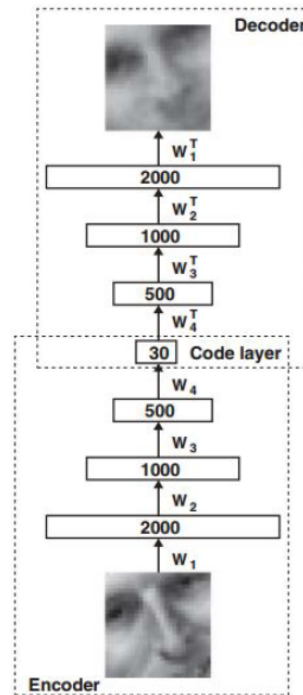 Decoder
W₁ᵀ
2000
W₂ᵀ
1000
W₃ᵀ
500
W₄ᵀ
30 Code layer
W₄
500
W₃
1000
W₂
2000
W₁
Encoder